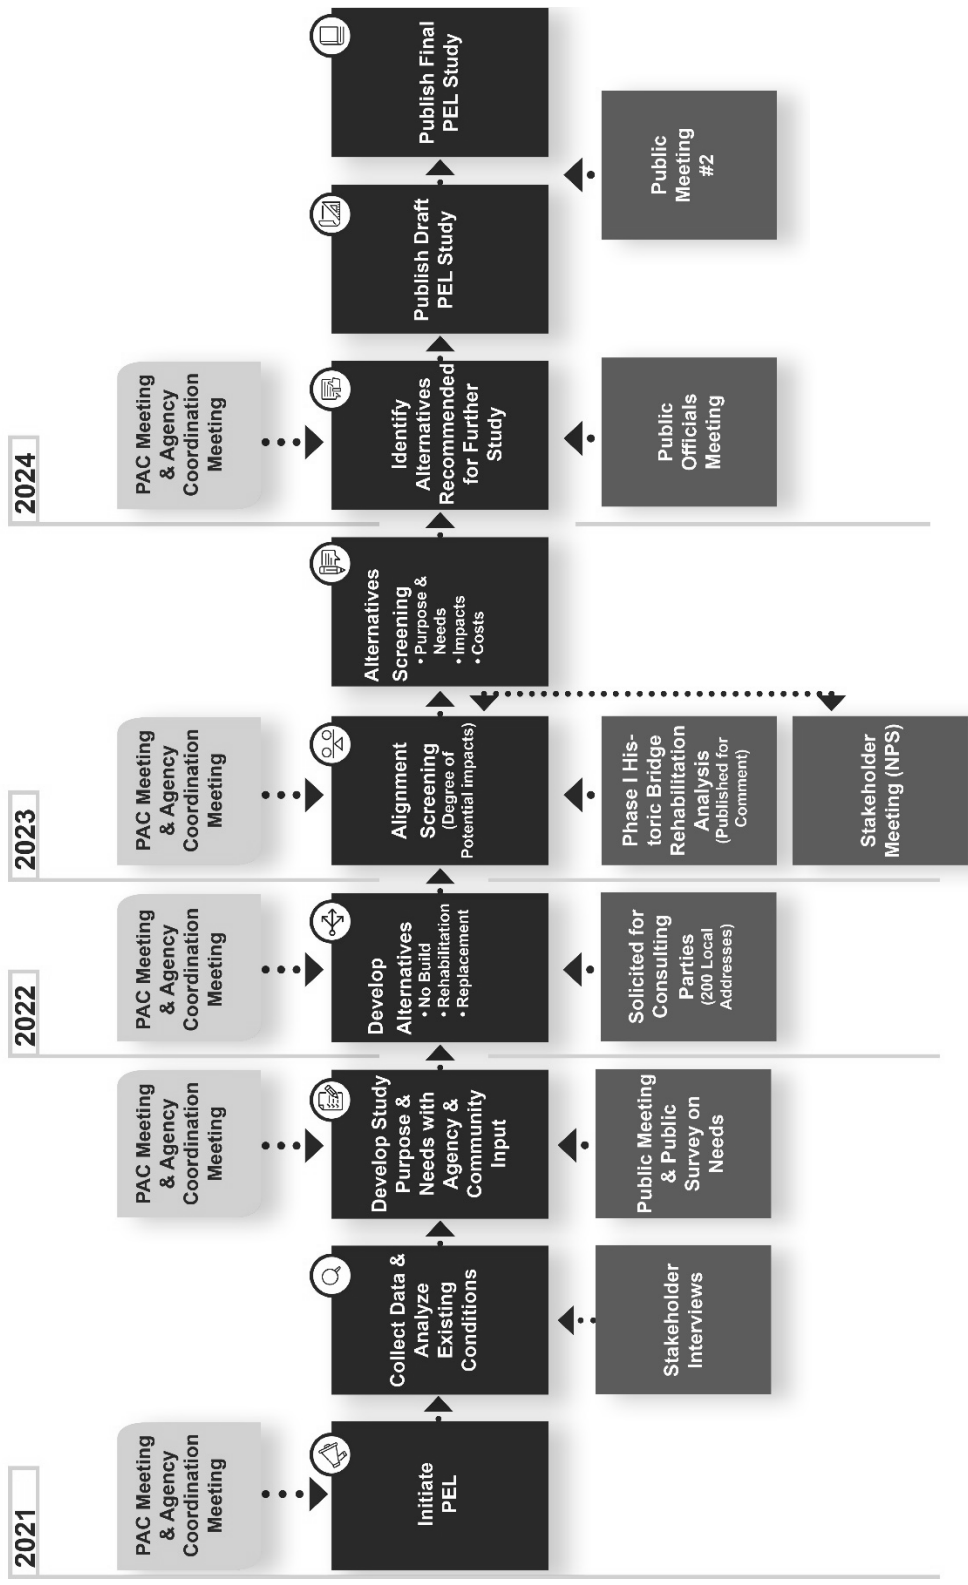 2021
2022
2023
2024
PAC Meeting
& Agency
Coordination
Meeting
PAC Meeting
& Agency
Coordination
Meeting
PAC Meeting
& Agency
Coordination
Meeting
PAC Meeting
& Agency
Coordination
Meeting
PAC Meeting
& Agency
Coordination
Meeting
Initiate
PEL
Collect Data &
Analyze
Existing
Conditions
Develop Study
Purpose &
Needs with
Agency &
Community
Input
Develop
Alternatives
• No Build
• Rehabilitation
• Replacement
Alignment
Screening
(Degree of
Potential impacts)
Alternatives
Screening
• Purpose &
Needs
• Impacts
• Costs
Identify
Alternatives
Recommended
for Further
Study
Publish Draft
PEL Study
Publish Final
PEL Study
Stakeholder
Interviews
Public Meeting
& Public
Survey on
Needs
Solicited for
Consulting
Parties
(200 Local
Addresses)
Phase I His-
toric Bridge
Rehabilitation
Analysis
(Published for
Comment)
Stakeholder
Meeting (NPS)
Public
Officials
Meeting
Public
Meeting
#2